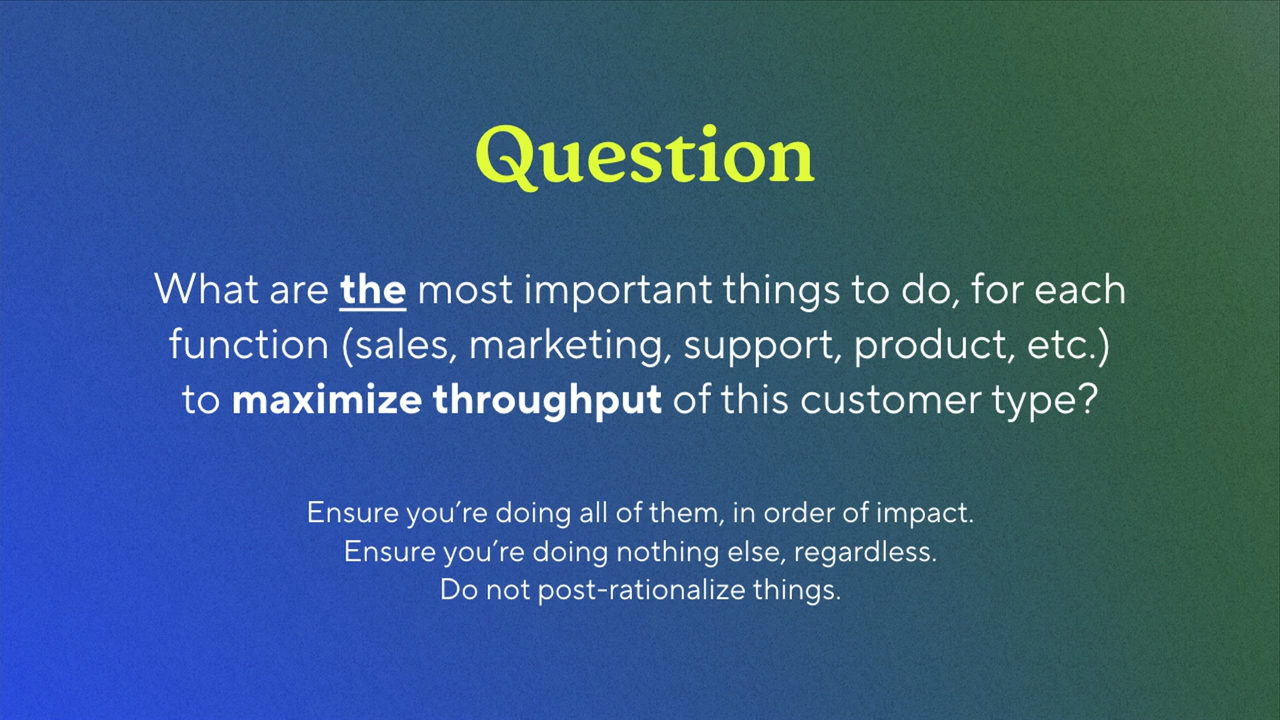 Question
What are the most important things to do, for each
function (sales, marketing, support, product, etc.)
to maximize throughput of this customer type?
Ensure you’re doing all of them, in order of impact.
Ensure you’re doing nothing else, regardless.
Do not post-rationalize things.